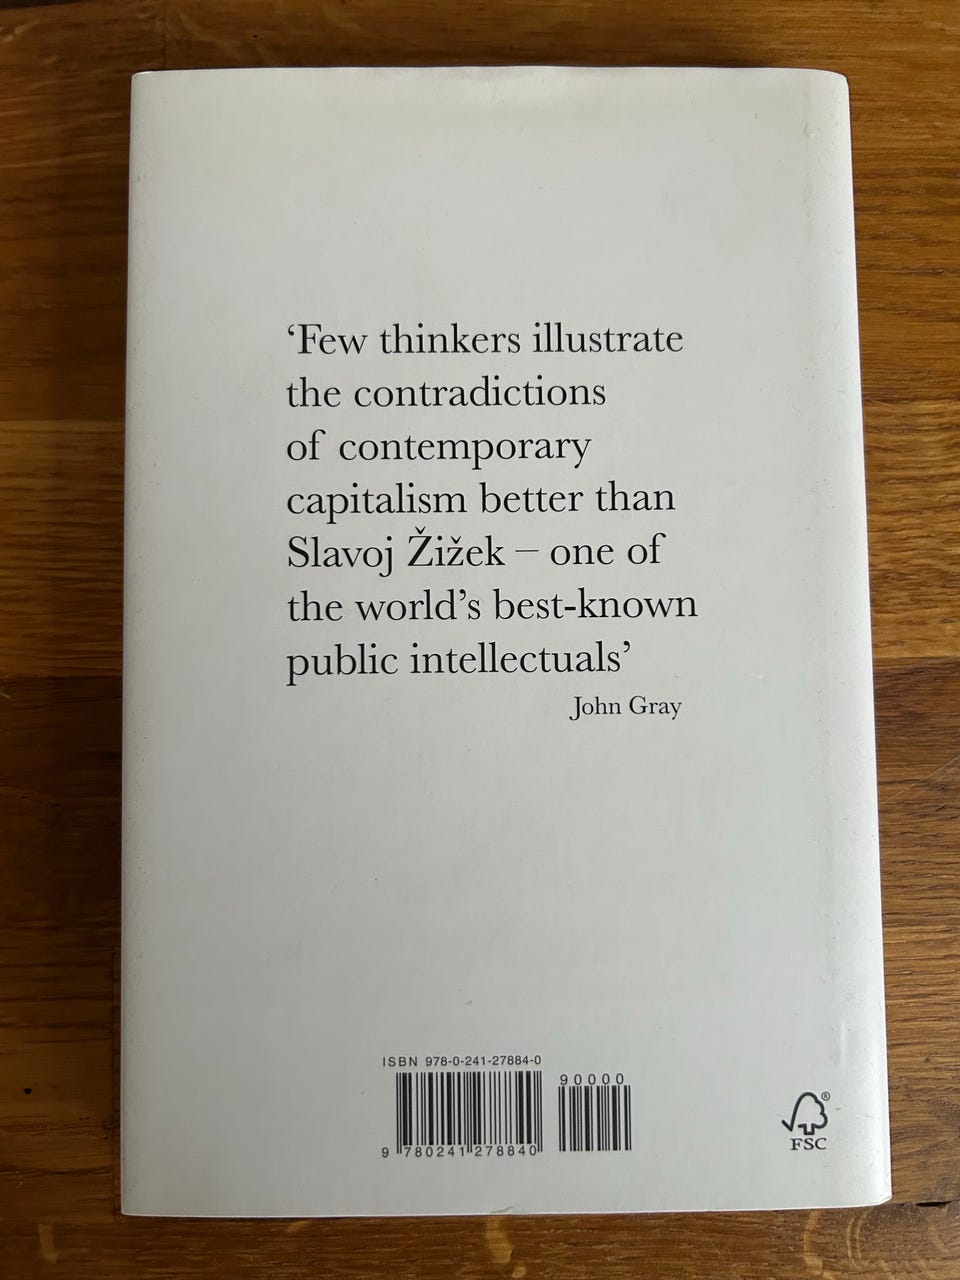 ‘Few thinkers illustrate
the contradictions
of contemporary
capitalism better than
Slavoj Žižek – one of
the world’s best-known
public intellectuals’
John Gray
ISBN 978-0-241-27884-0
90000
9 780241 278840
®
FSC